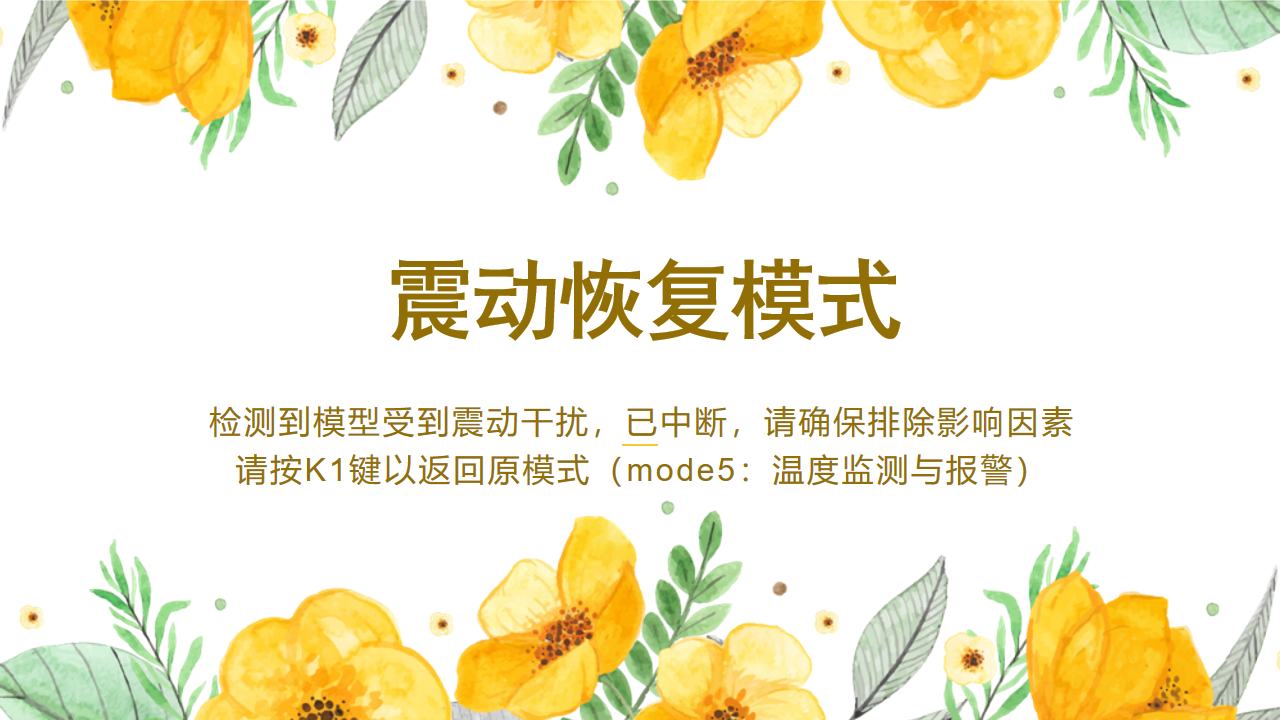 震动恢复模式
检测到模型受到震动干扰，已中断，请确保排除影响因素
请按K1键以返回原模式（mode5：温度监测与报警）